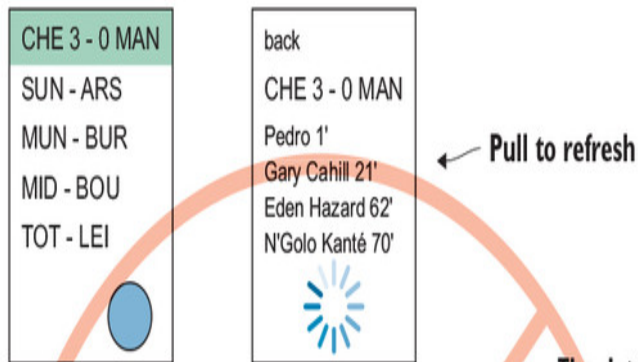 CHE 3 - 0 MAN
SUN - ARS
MUN - BUR
MID - BOU
TOT - LEI
back
CHE 3 - 0 MAN
Pedro 1'
Gary Cahill 21'
Eden Hazard 62'
N'Golo Kanté 70'
Pull to refresh